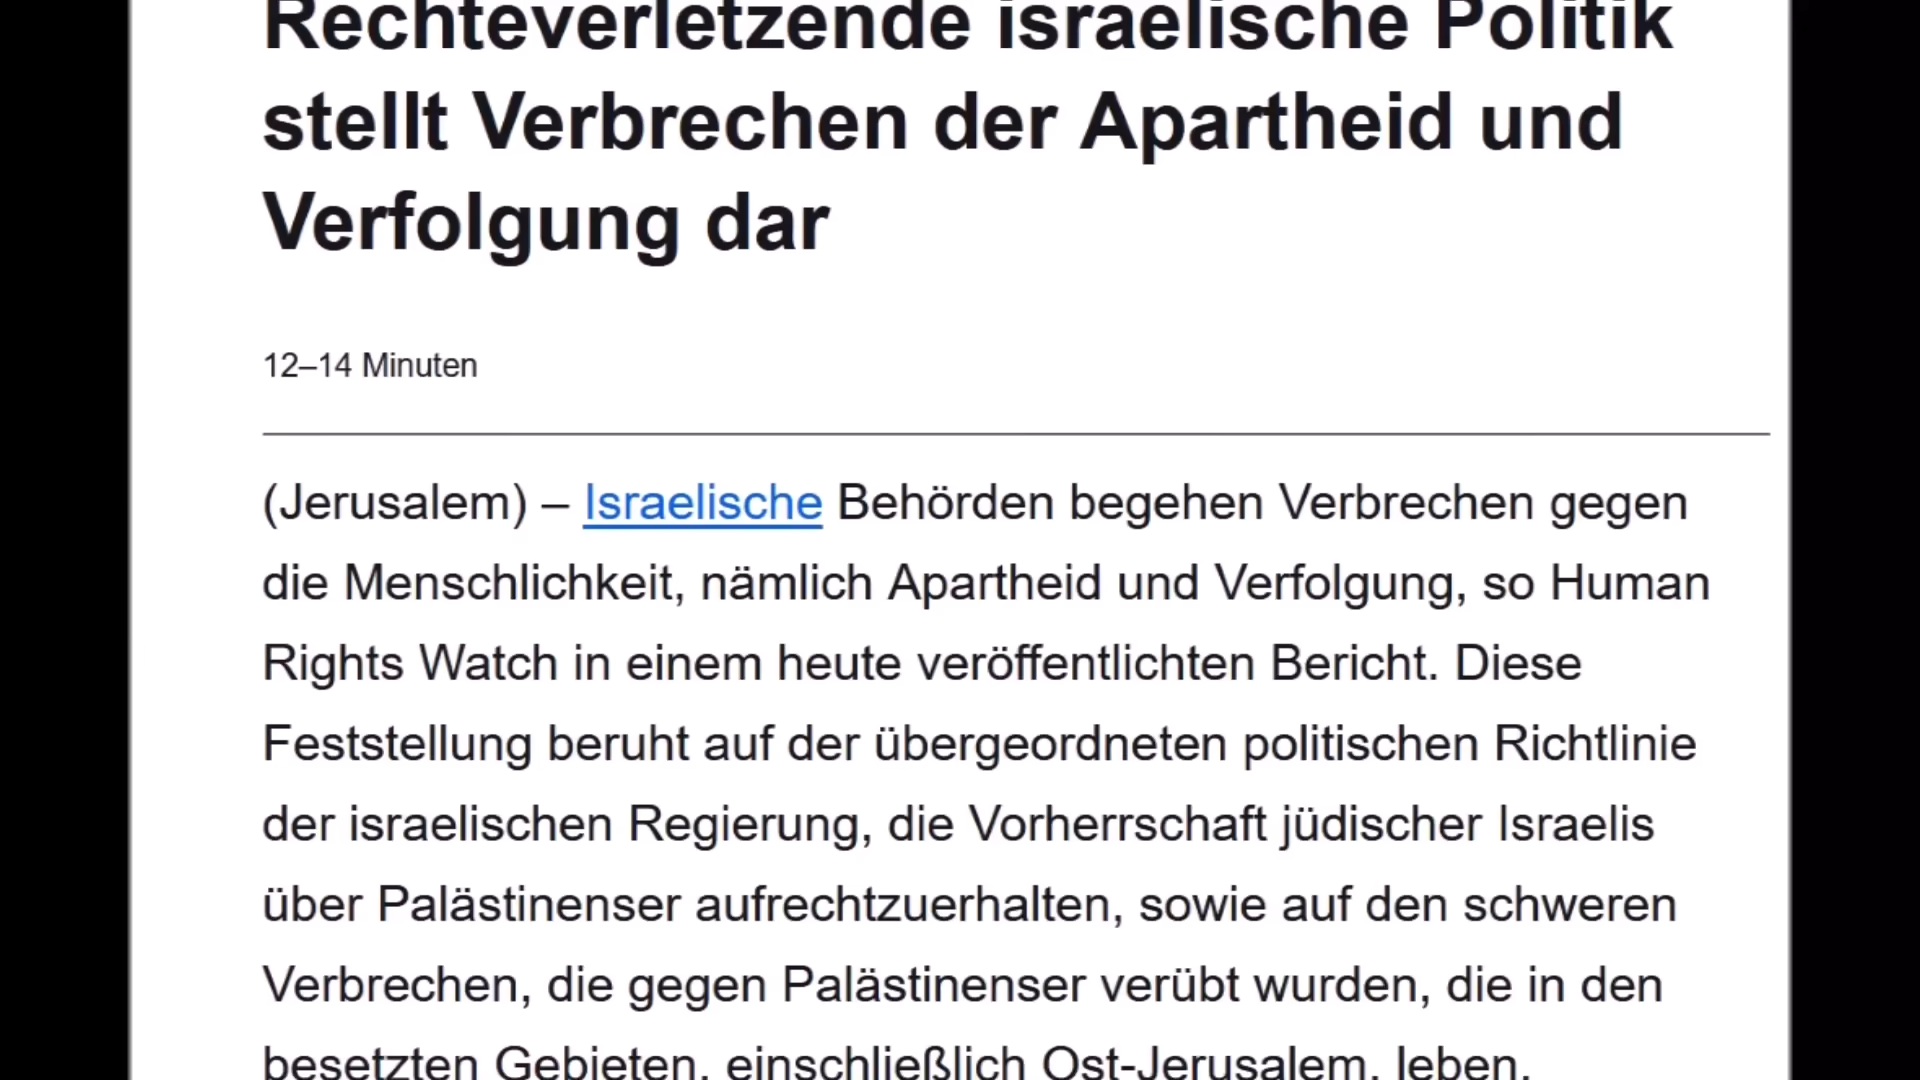 Rechteverletzende israelische Politik
stellt Verbrechen der Apartheid und
Verfolgung dar
12–14 Minuten
(Jerusalem) – Israelische Behörden begehen Verbrechen gegen
die Menschlichkeit, nämlich Apartheid und Verfolgung, so Human
Rights Watch in einem heute veröffentlichten Bericht. Diese
Feststellung beruht auf der übergeordneten politischen Richtlinie
der israelischen Regierung, die Vorherrschaft jüdischer Israelis
über Palästinenser aufrechtzuerhalten, sowie auf den schweren
Verbrechen, die gegen Palästinenser verübt wurden, die in den
besetzten Gebieten, einschließlich Ost-Jerusalem, leben.